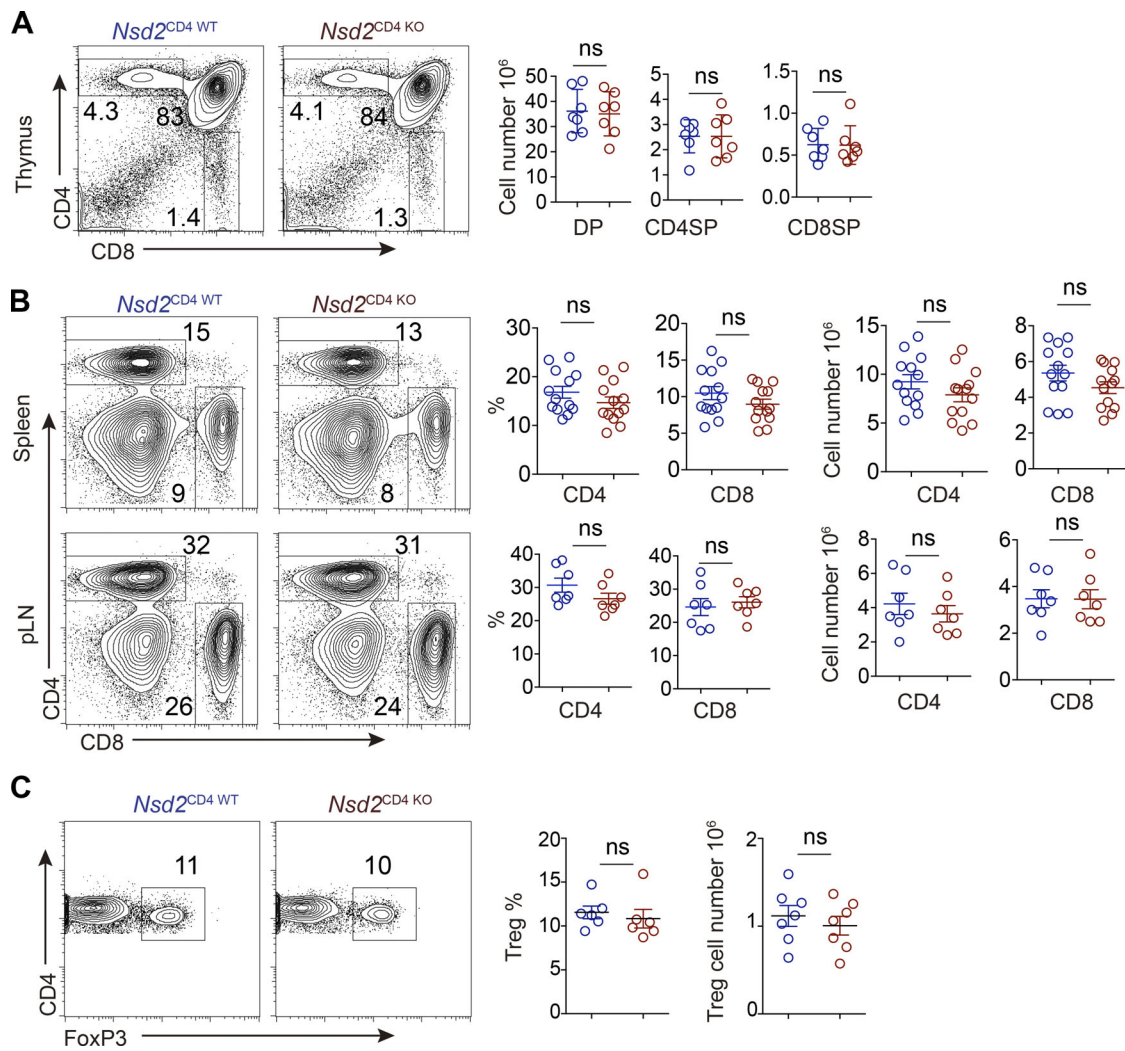 A
Nsd2CD4 WT
Nsd2CD4 KO
Thymus
CD4
4.3
83
1.4
4.1
84
1.3
CD8
Cell number 10⁶
50
40
30
20
10
0
ns
DP
5
4
3
2
1
0
ns
CD4SP
1.5
1.0
0.5
0
ns
CD8SP
B
Nsd2CD4 WT
Nsd2CD4 KO
Spleen
15
9
13
8
pLN
CD4
32
26
31
24
CD8
%
30
20
10
0
ns
CD4
20
15
10
5
0
ns
CD8
Cell number 10⁶
15
10
5
0
ns
CD4
8
6
4
2
0
ns
CD8
%
40
30
20
10
0
ns
CD4
40
30
20
10
0
ns
CD8
Cell number 10⁶
8
6
4
2
0
ns
CD4
6
4
2
0
ns
CD8
C
Nsd2CD4 WT
Nsd2CD4 KO
CD4
11
10
FoxP3
Treg %
20
15
10
5
0
ns
Treg cell number 10⁶
2
1
0
ns